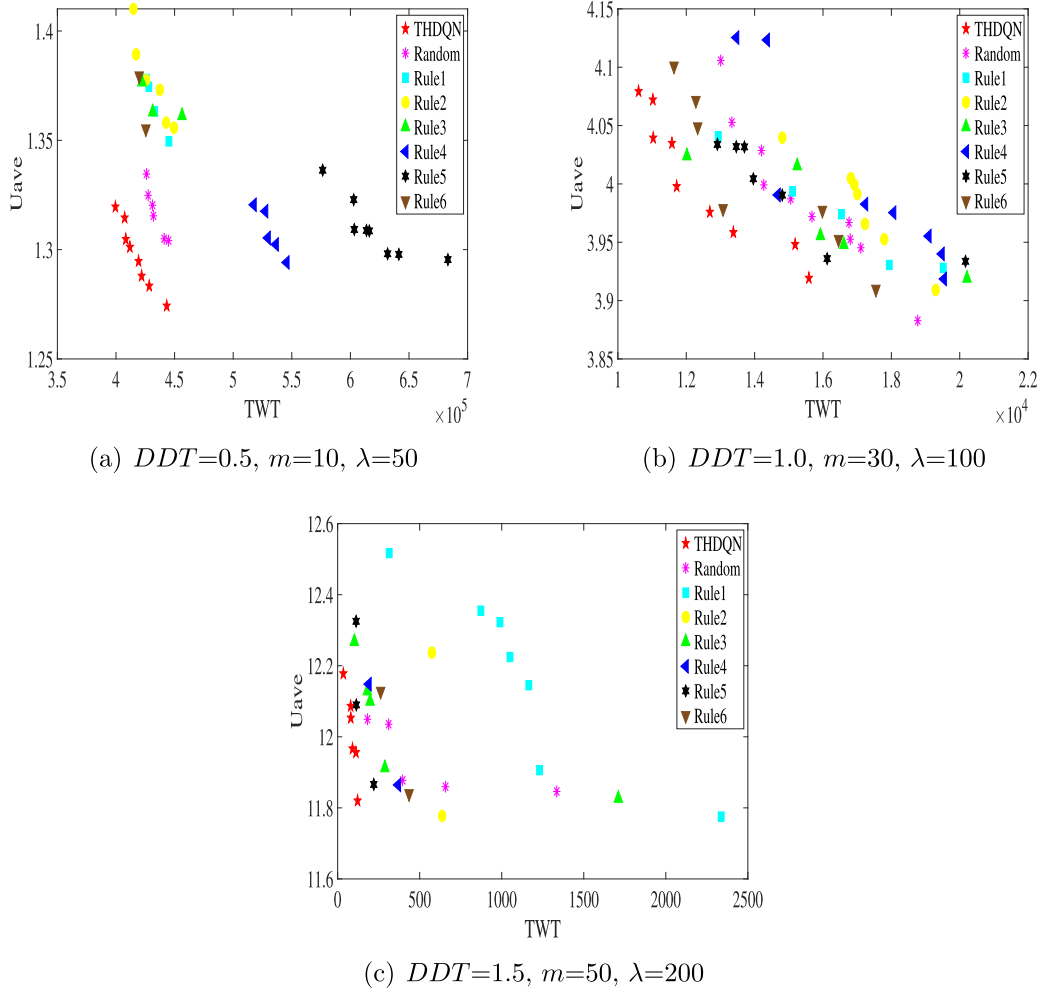 1.4
1.35
1.3
1.25
Uave
3.5 4 4.5 5 5.5 6 6.5 7
TWT
×10⁵
THDQN
Random
Rule1
Rule2
Rule3
Rule4
Rule5
Rule6
(a) DDT=0.5, m=10, λ=50
4.15
4.1
4.05
4
3.95
3.9
3.85
Uave
1 1.2 1.4 1.6 1.8 2 2.2
TWT
×10⁴
THDQN
Random
Rule1
Rule2
Rule3
Rule4
Rule5
Rule6
(b) DDT=1.0, m=30, λ=100
12.6
12.4
12.2
12
11.8
11.6
Uave
0 500 1000 1500 2000 2500
TWT
THDQN
Random
Rule1
Rule2
Rule3
Rule4
Rule5
Rule6
(c) DDT=1.5, m=50, λ=200